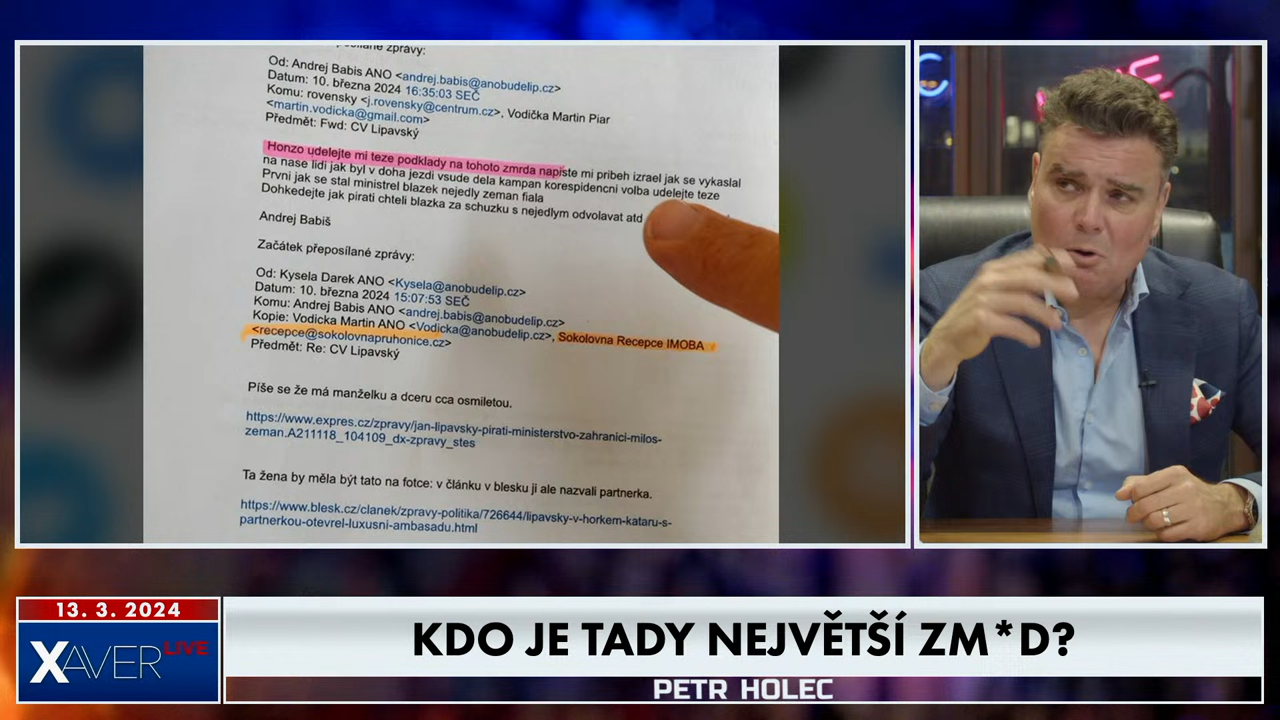 posílané zprávy:
Od: Andrej Babis ANO <andrej.babis@anobudelip.cz>
Datum: 10. března 2024 16:35:03 SEČ
Komu: rovensky <j.rovensky@centrum.cz>, Vodička Martin Piar
<martin.vodicka@gmail.com>
Předmět: Fwd: CV Lipavský
Honzo udelejte mi teze podklady na tohoto zmrda napiste mi pribeh izrael jak se vykaslal
na nase lidi jak byl v doha jezdi vsude dela kampan korespidencni volba udelejte teze
Prvni jak se stal ministrel blazek nejedly zeman fiala
Dohkedejte jak pirati chteli blazka za schuzku s nejedlym odvolavat atd
Andrej Babiš
Začátek přeposílané zprávy:
Od: Kysela Darek ANO <Kysela@anobudelip.cz>
Datum: 10. března 2024 15:07:53 SEČ
Komu: Andrej Babis ANO <andrej.babis@anobudelip.cz>
Kopie: Vodicka Martin ANO <Vodicka@anobudelip.cz>, Sokolovna Recepce IMOBA
<recepce@sokolovnapruhonice.cz>
Předmět: Re: CV Lipavský
Píše se že má manželku a dceru cca osmiletou.
https://www.expres.cz/zpravy/jan-lipavsky-pirati-ministerstvo-zahranici-milos-
zeman.A211118_104109_dx-zpravy_stes
Ta žena by měla být tato na fotce: v článku v blesku ji ale nazvali partnerka.
https://www.blesk.cz/clanek/zpravy-politika/726644/lipavsky-v-horkem-kataru-s-
partnerkou-otevrel-luxusni-ambasadu.html
13. 3. 2024
XAVER LIVE
KDO JE TADY NEJVĚTŠÍ ZM*D?
PETR HOLEC